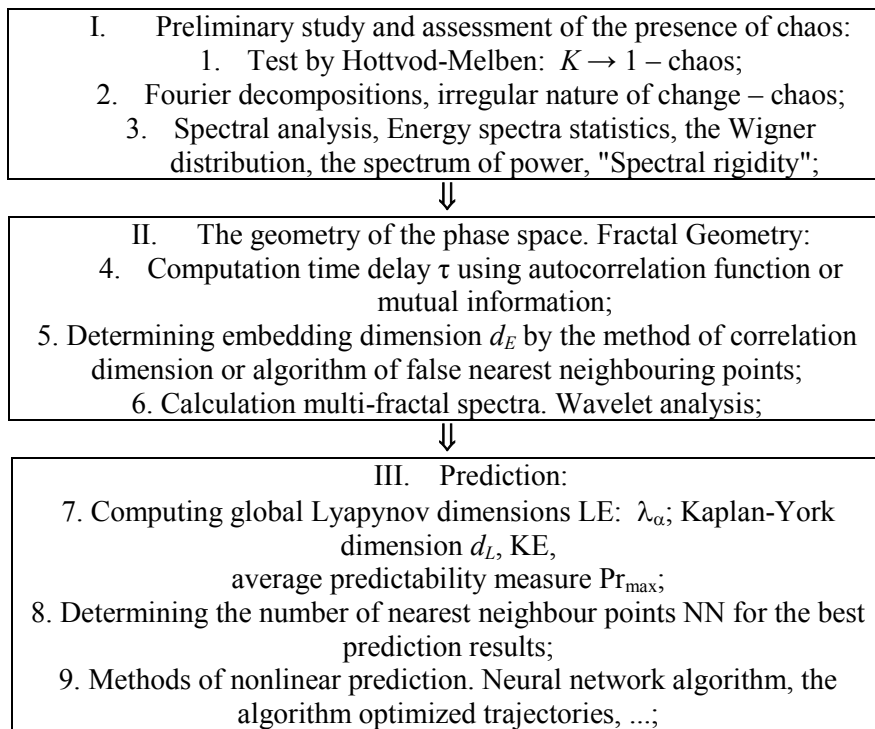 I. Preliminary study and assessment of the presence of chaos:
1. Test by Hottvod-Melben: K → 1 – chaos;
2. Fourier decompositions, irregular nature of change – chaos;
3. Spectral analysis, Energy spectra statistics, the Wigner
distribution, the spectrum of power, "Spectral rigidity";
⇓
II. The geometry of the phase space. Fractal Geometry:
4. Computation time delay τ using autocorrelation function or
mutual information;
5. Determining embedding dimension d_E by the method of correlation
dimension or algorithm of false nearest neighbouring points;
6. Calculation multi-fractal spectra. Wavelet analysis;
⇓
III. Prediction:
7. Computing global Lyapynov dimensions LE: λ_α; Kaplan-York
dimension d_L, KE,
average predictability measure Pr_max;
8. Determining the number of nearest neighbour points NN for the best
prediction results;
9. Methods of nonlinear prediction. Neural network algorithm, the
algorithm optimized trajectories, ...;